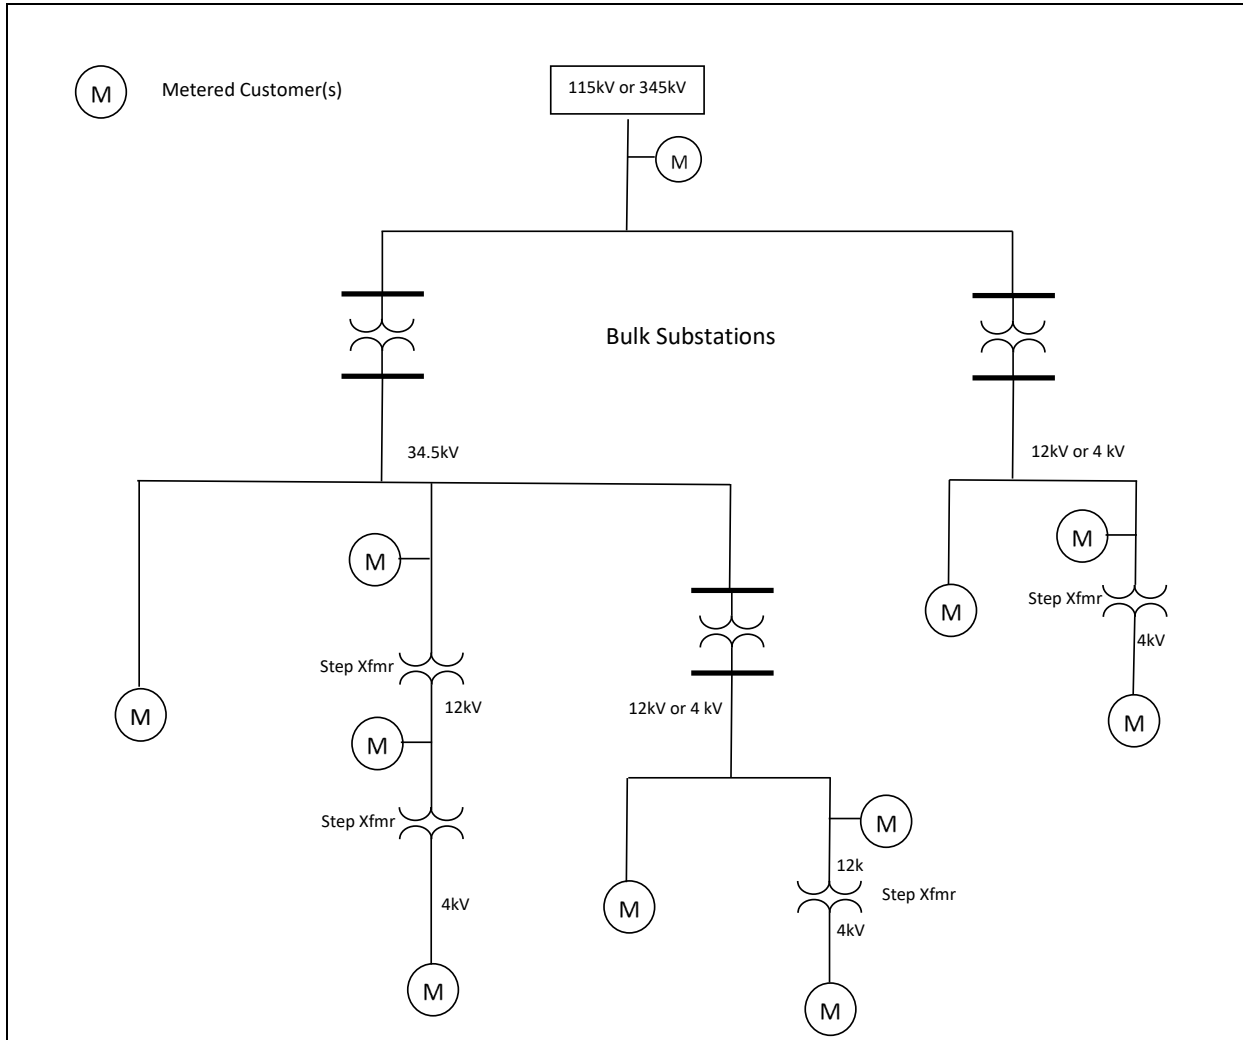 M
Metered Customer(s)
115kV or 345kV
M
Bulk Substations
34.5kV
12kV or 4 kV
M
M
M
Step Xfmr
4kV
M
Step Xfmr
12kV
M
M
M
Step Xfmr
4kV
M
12kV or 4 kV
M
12k
Step Xfmr
4kV
M
M